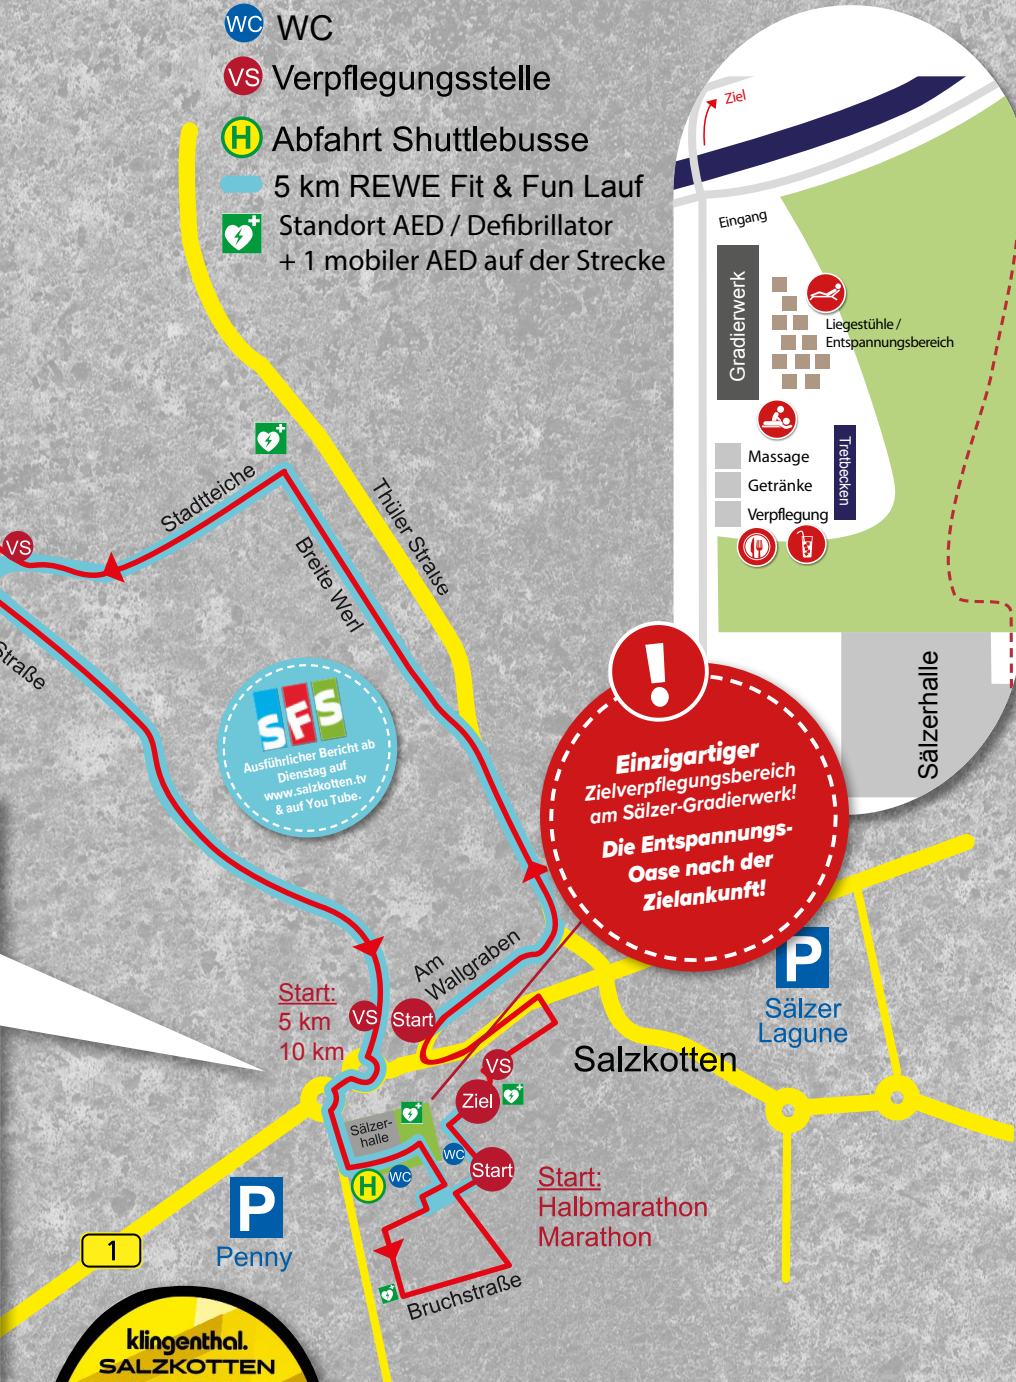 WC WC
VS Verpflegungsstelle
H Abfahrt Shuttlebusse
5 km REWE Fit & Fun Lauf
Standort AED / Defibrillator
+ 1 mobiler AED auf der Strecke
Ziel
Eingang
Gradierwerk
Liegestühle /
Entspannungsbereich
Massage
Getränke
Verpflegung
Tretbecken
Sälzerhalle
Stadtteiche
Thüler Straße
Breite Werl
VS
Straße
SFS
Ausführlicher Bericht ab
Dienstag auf
www.salzkotten.tv
& auf You Tube.
!
Einzigartiger
Zielverpflegungsbereich
am Sälzer-Gradierwerk!
Die Entspannungs-
Oase nach der
Zielankunft!
P
Sälzer
Lagune
Am
Wallgraben
Start:
5 km
10 km
VS
Start
Salzkotten
VS
Ziel
Sälzer-
halle
WC
WC
H
Start
Start:
Halbmarathon
Marathon
P
Penny
1
Bruchstraße
klingenthal.
SALZKOTTEN